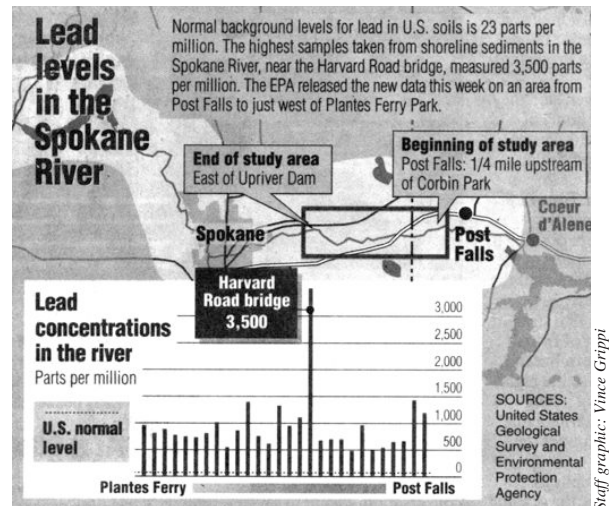 Lead
levels
in the
Spokane
River
Normal background levels for lead in U.S. soils is 23 parts per
million. The highest samples taken from shoreline sediments in the
Spokane River, near the Harvard Road bridge, measured 3,500 parts
per million. The EPA released the new data this week on an area from
Post Falls to just west of Plantes Ferry Park.
End of study area
East of Upriver Dam
Beginning of study area
Post Falls: 1/4 mile upstream
of Corbin Park
Spokane
Post
Falls
Coeur
d'Alene
Harvard
Road bridge
3,500
Lead
concentrations
in the river
Parts per million
U.S. normal
level
3,000
2,500
2,000
1,500
1,000
500
0
Plantes Ferry
Post Falls
SOURCES:
United States
Geological
Survey and
Environmental
Protection
Agency
Staff graphic: Vince Grippi